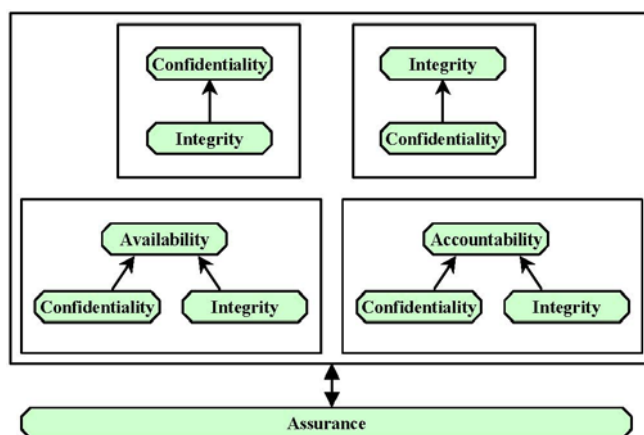 Confidentiality
Integrity
Integrity
Confidentiality
Availability
Confidentiality
Integrity
Accountability
Confidentiality
Integrity
Assurance